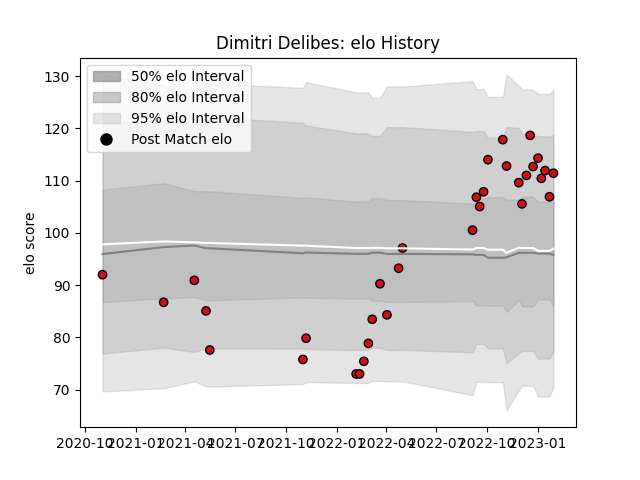 Dimitri Delibes: elo History
50% elo Interval
80% elo Interval
95% elo Interval
Post Match elo
elo score
130
120
110
100
90
80
70
2020-10 2021-01 2021-04 2021-07 2021-10 2022-01 2022-04 2022-07 2022-10 2023-01